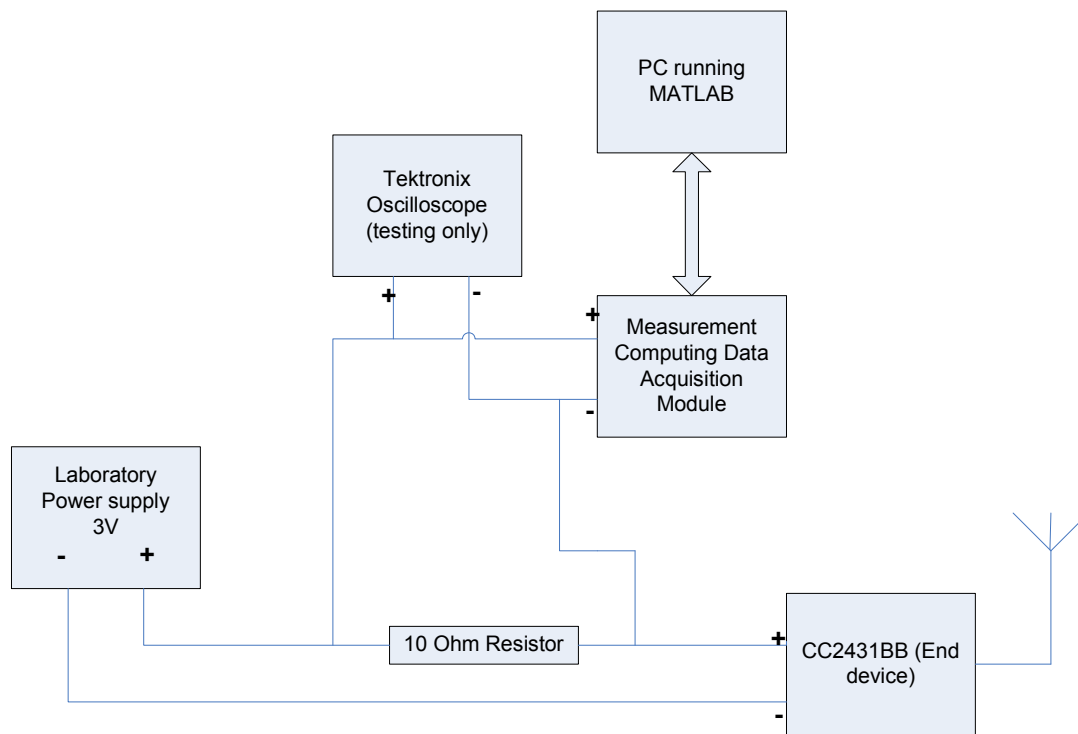 PC running
MATLAB
Tektronix
Oscilloscope
(testing only)
+
-
+
Measurement
Computing Data
Acquisition
Module
-
Laboratory
Power supply
3V
- +
10 Ohm Resistor
+
CC2431BB (End
device)
-